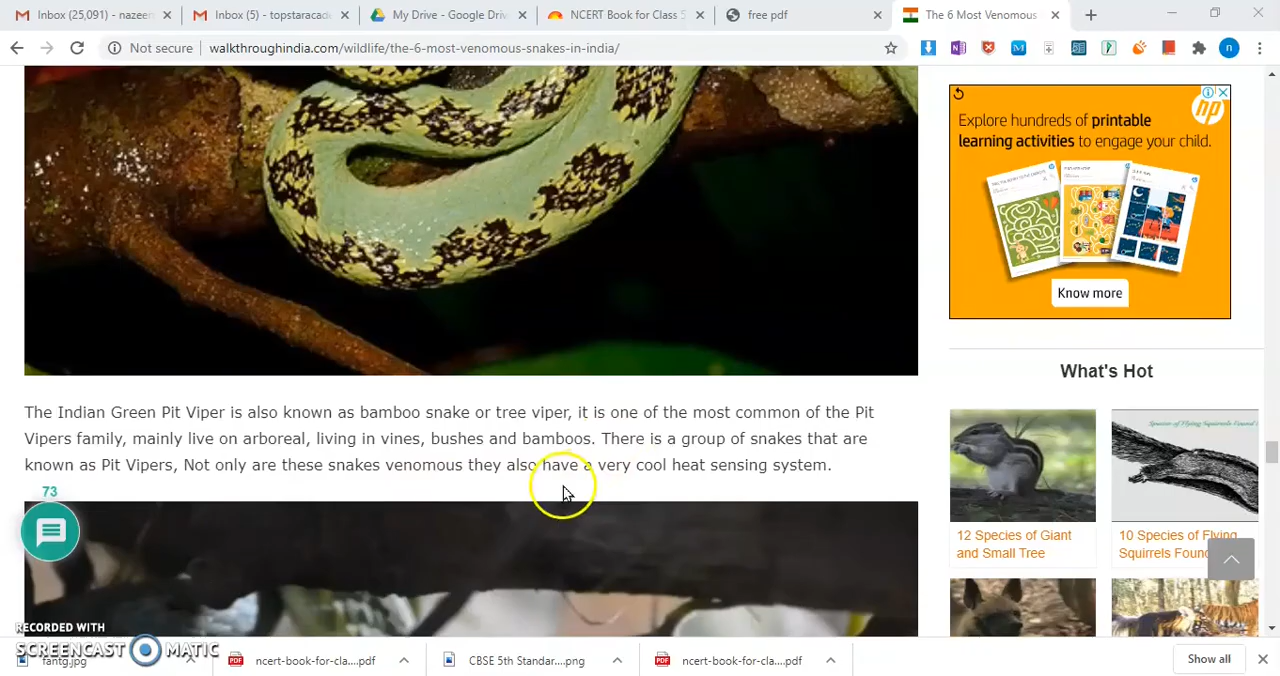 Inbox (25,091) - nazeem
Inbox (5) - topstaracade
My Drive - Google Driv
NCERT Book for Class 5
free pdf
The 6 Most Venomous
Not secure
walkthroughindia.com/wildlife/the-6-most-venomous-snakes-in-india/
n
hp
Explore hundreds of printable
learning activities to engage your child.
Know more
What's Hot
The Indian Green Pit Viper is also known as bamboo snake or tree viper, it is one of the most common of the Pit
Vipers family, mainly live on arboreal, living in vines, bushes and bamboos. There is a group of snakes that are
known as Pit Vipers, Not only are these snakes venomous they also have a very cool heat sensing system.
73
12 Species of Giant
and Small Tree
10 Species of Flying
Squirrels Foun
RECORDED WITH
SCREENCAST MATIC
fantg.jpg
ncert-book-for-cla....pdf
CBSE 5th Standar....png
ncert-book-for-cla....pdf
Show all